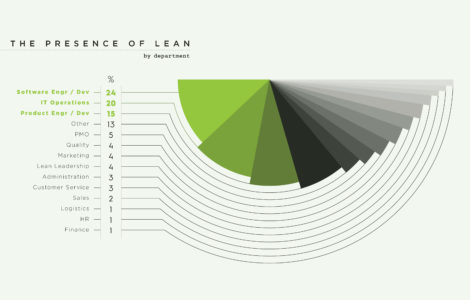 THE PRESENCE OF LEAN
by department
%
Software Engr / Dev 24
IT Operations 20
Product Engr / Dev 15
Other 13
PMO 5
Quality 4
Marketing 4
Lean Leadership 4
Administration 3
Customer Service 3
Sales 2
Logistics 1
HR 1
Finance 1